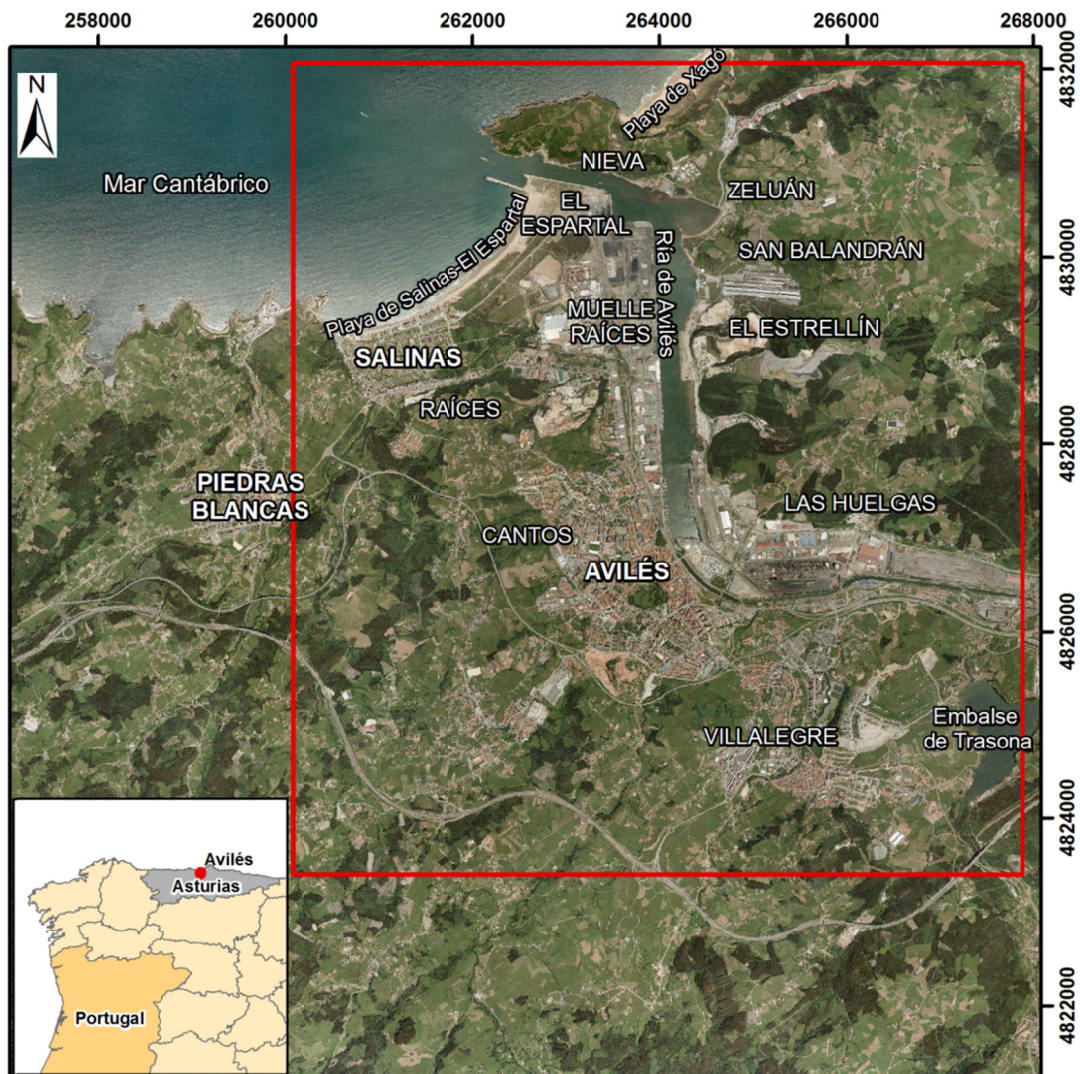 258000
260000
262000
264000
266000
268000
N
4832000
Playa de Xagó
NIEVA
Mar Cantábrico
ZELUÁN
EL
ESPARTAL
Playa de Salinas-El Espartal
Ría de Avilés
SAN BALANDRÁN
4830000
MUELLE
RAÍCES
EL ESTRELLÍN
SALINAS
RAÍCES
4828000
PIEDRAS
BLANCAS
LAS HUELGAS
CANTOS
AVILÉS
4826000
Embalse
de Trasona
VILLALEGRE
4824000
Avilés
Asturias
Portugal
4822000